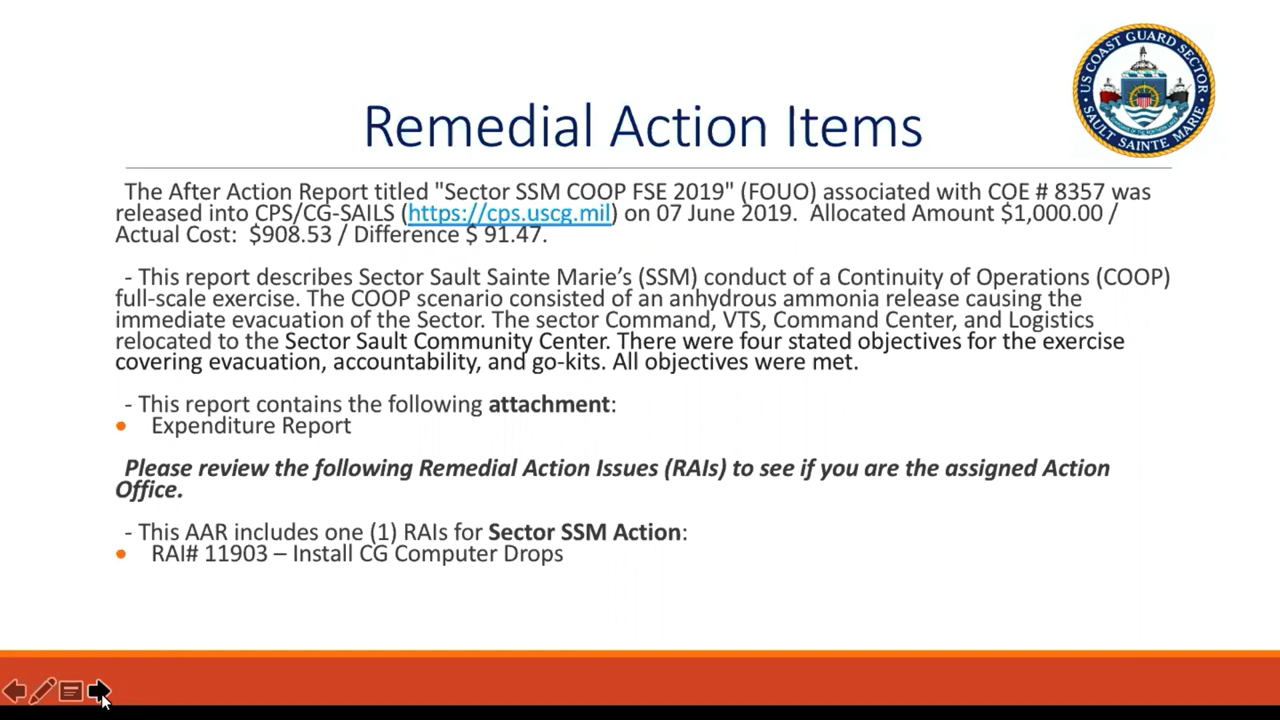 US COAST GUARD SECTOR
SAULT SAINTE MARIE
Remedial Action Items
The After Action Report titled "Sector SSM COOP FSE 2019" (FOUO) associated with COE # 8357 was
released into CPS/CG-SAILS (https://cps.uscg.mil) on 07 June 2019.  Allocated Amount $1,000.00 /
Actual Cost:  $908.53 / Difference $ 91.47.
- This report describes Sector Sault Sainte Marie’s (SSM) conduct of a Continuity of Operations (COOP)
full-scale exercise. The COOP scenario consisted of an anhydrous ammonia release causing the
immediate evacuation of the Sector. The sector Command, VTS, Command Center, and Logistics
relocated to the Sector Sault Community Center. There were four stated objectives for the exercise
covering evacuation, accountability, and go-kits. All objectives were met.
- This report contains the following attachment:
• Expenditure Report
Please review the following Remedial Action Issues (RAIs) to see if you are the assigned Action
Office.
- This AAR includes one (1) RAIs for Sector SSM Action:
• RAI# 11903 – Install CG Computer Drops